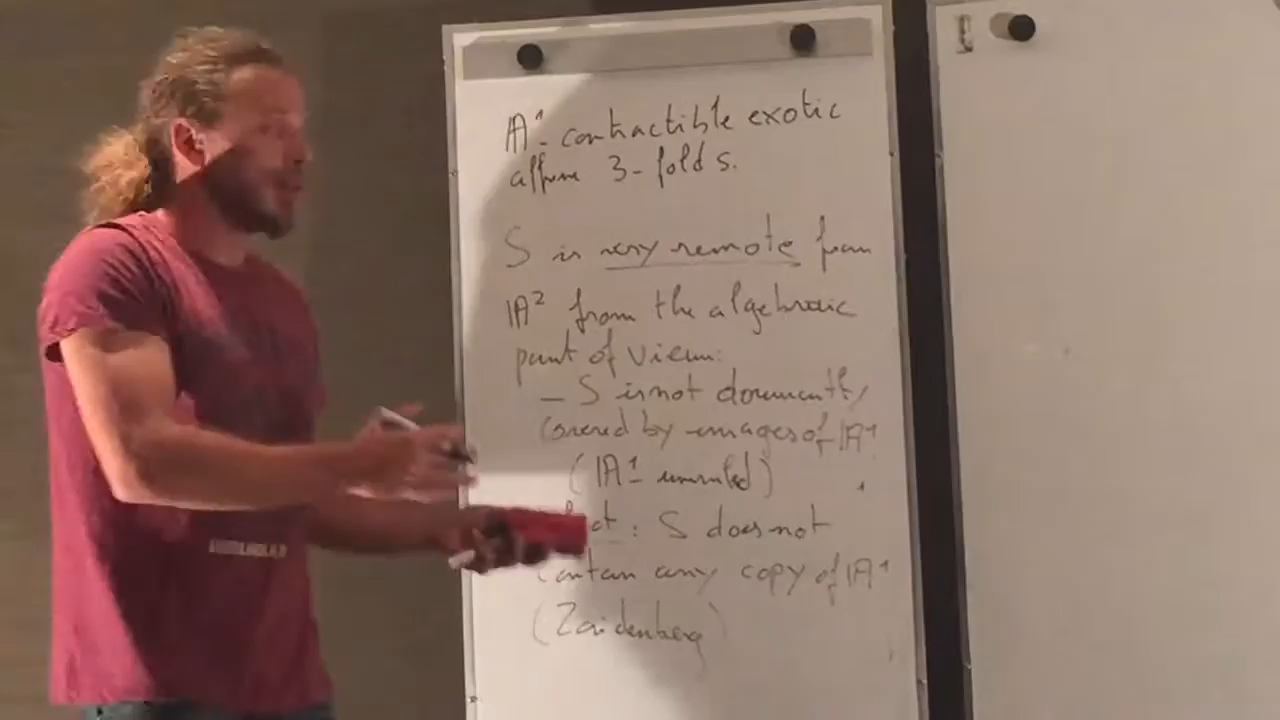 𝔸¹-contractible exotic
affine 3-folds.
S is very remote from
𝔸² from the algebraic
point of view:
– S is not dominantly
covered by images of 𝔸¹
(𝔸¹- uniruled)
: S does not
contain any copy of 𝔸¹
(Zaidenberg)